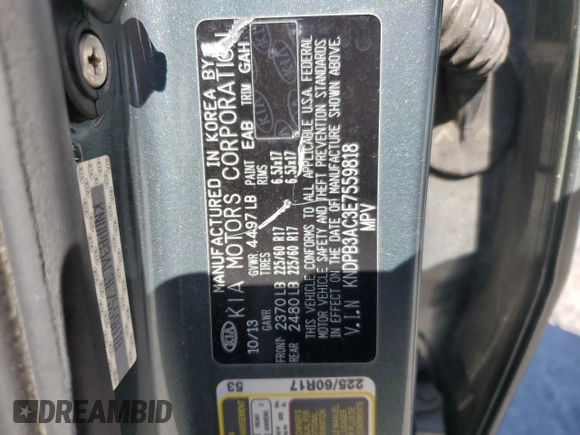 MANUFACTURED IN KOREA BY
KIA KIA MOTORS CORPORATION
10/13 GVWR 4497 LB PAINT EAB TRIM GAH
GAWR TIRES RIMS
FRONT 2370 LB 225/60 R17 6.5Jx17
REAR 2480 LB 225/60 R17 6.5Jx17
THIS VEHICLE CONFORMS TO ALL APPLICABLE U.S.A. FEDERAL
MOTOR VEHICLE SAFETY AND THEFT PREVENTION STANDARDS
IN EFFECT ON THE DATE OF MANUFACTURE SHOWN ABOVE.
V.I.N KNDPB3AC3E7559818
MPV
225/60R17
53
DREAMBID